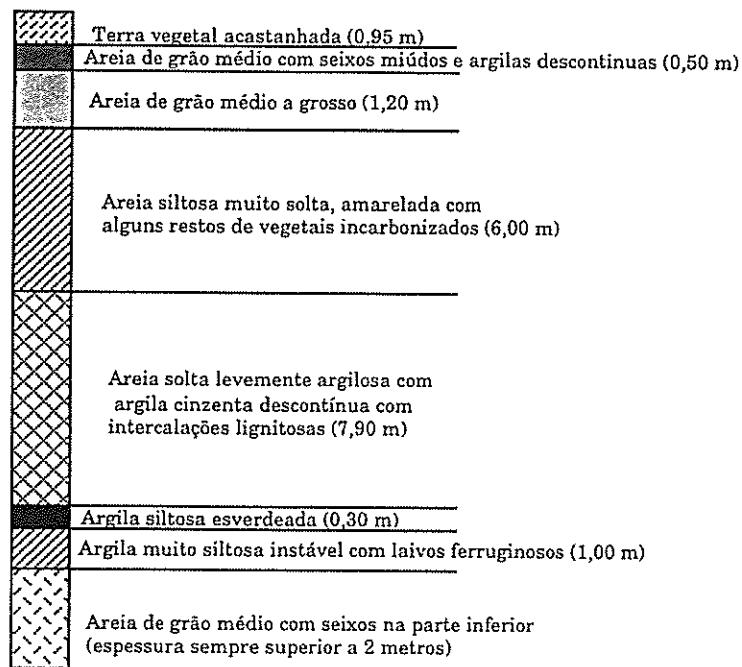 Terra vegetal acastanhada (0,95 m)
Areia de grão médio com seixos miúdos e argilas descontinuas (0,50 m)
Areia de grão médio a grosso (1,20 m)
Areia siltosa muito solta, amarelada com
alguns restos de vegetais incarbonizados (6,00 m)
Areia solta levemente argilosa com
argila cinzenta descontínua com
intercalações lignitosas (7,90 m)
Argila siltosa esverdeada (0,30 m)
Argila muito siltosa instável com laivos ferruginosos (1,00 m)
Areia de grão médio com seixos na parte inferior
(espessura sempre superior a 2 metros)